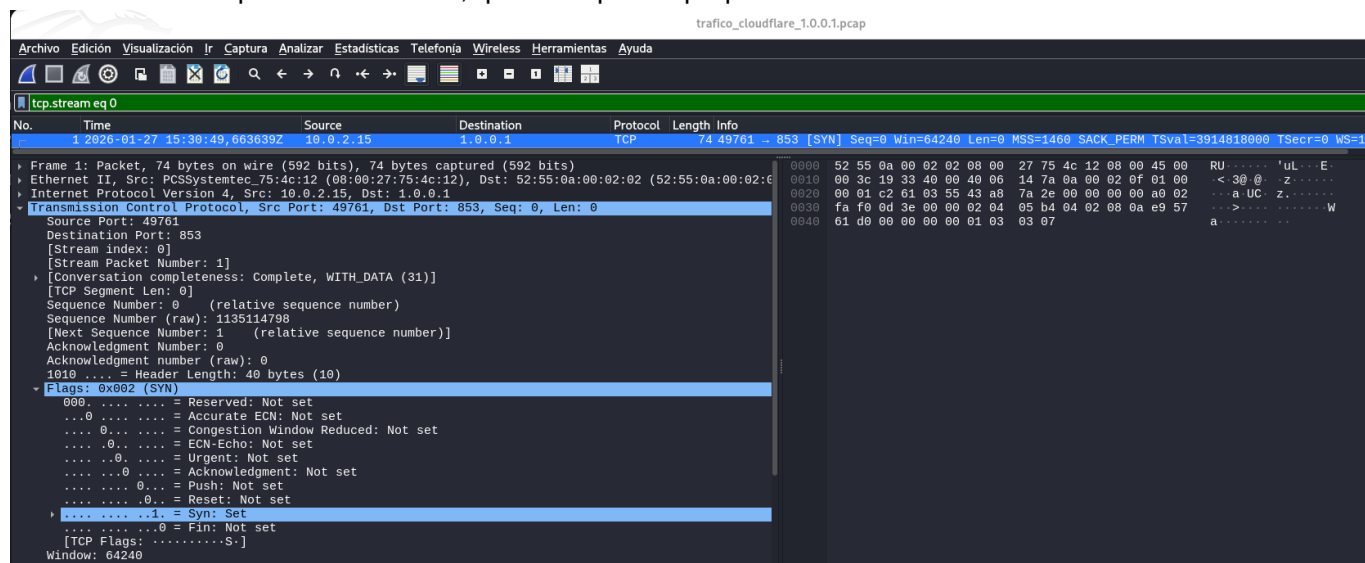 trafico_cloudflare_1.0.0.1.pcap
Archivo Edición Visualización Ir Captura Analizar Estadísticas Telefonía Wireless Herramientas Ayuda
tcp.stream eq 0
No. Time Source Destination Protocol Length Info
1 2026-01-27 15:30:49,663639Z 10.0.2.15 1.0.0.1 TCP 74 49761 → 853 [SYN] Seq=0 Win=64240 Len=0 MSS=1460 SACK_PERM TSval=3914818000 TSecr=0 WS=1
Frame 1: Packet, 74 bytes on wire (592 bits), 74 bytes captured (592 bits)
Ethernet II, Src: PCSSystemtec_75:4c:12 (08:00:27:75:4c:12), Dst: 52:55:0a:00:02:02 (52:55:0a:00:02:0
Internet Protocol Version 4, Src: 10.0.2.15, Dst: 1.0.0.1
Transmission Control Protocol, Src Port: 49761, Dst Port: 853, Seq: 0, Len: 0
Source Port: 49761
Destination Port: 853
[Stream index: 0]
[Stream Packet Number: 1]
[Conversation completeness: Complete, WITH_DATA (31)]
[TCP Segment Len: 0]
Sequence Number: 0 (relative sequence number)
Sequence Number (raw): 1135114798
[Next Sequence Number: 1 (relative sequence number)]
Acknowledgment Number: 0
Acknowledgment number (raw): 0
1010 .... = Header Length: 40 bytes (10)
Flags: 0x002 (SYN)
000. .... .... = Reserved: Not set
...0 .... .... = Accurate ECN: Not set
.... 0... .... = Congestion Window Reduced: Not set
.... .0.. .... = ECN-Echo: Not set
.... ..0. .... = Urgent: Not set
.... ...0 .... = Acknowledgment: Not set
.... .... 0... = Push: Not set
.... .... .0.. = Reset: Not set
.... .... ..1. = Syn: Set
.... .... ...0 = Fin: Not set
[TCP Flags: ··········S·]
Window: 64240
0000 52 55 0a 00 02 02 08 00 27 75 4c 12 08 00 45 00 RU······ 'uL···E·
0010 00 3c 19 33 40 00 40 06 14 7a 0a 00 02 0f 01 00 ·<·3@·@· ·z······
0020 00 01 c2 61 03 55 43 a8 7a 2e 00 00 00 00 a0 02 ···a·UC· z.······
0030 fa f0 0d 3e 00 00 02 04 05 b4 04 02 08 0a e9 57 ···>···· ·······W
0040 61 d0 00 00 00 00 01 03 03 07 a······· ··